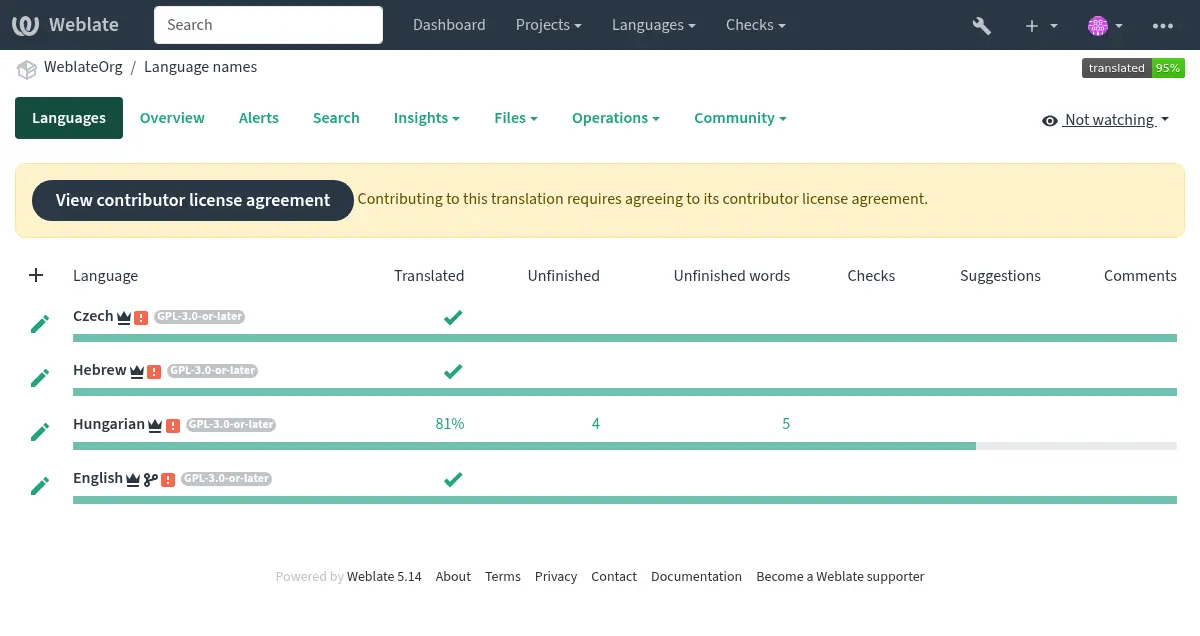 Weblate Search Dashboard Projects Languages Checks
WeblateOrg / Language names translated 95%
Languages Overview Alerts Search Insights Files Operations Community Not watching
View contributor license agreement Contributing to this translation requires agreeing to its contributor license agreement.
Language Translated Unfinished Unfinished words Checks Suggestions Comments
Czech GPL-3.0-or-later
Hebrew GPL-3.0-or-later
Hungarian GPL-3.0-or-later 81% 4 5
English GPL-3.0-or-later
Powered by Weblate 5.14 About Terms Privacy Contact Documentation Become a Weblate supporter